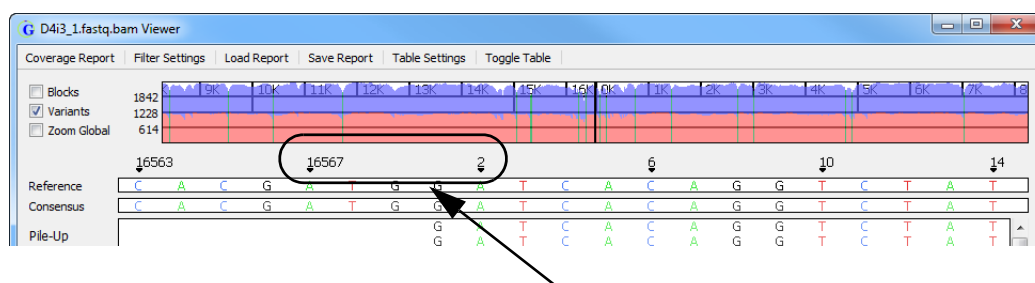 G D4i3_1.fastq.bam Viewer
Coverage Report Filter Settings Load Report Save Report Table Settings Toggle Table
Blocks
Variants
Zoom Global
1842
1228
614
9K 10K 11K 12K 13K 14K 15K 16K 0K 1K 2K 3K 4K 5K 6K 7K 8
16563 16567 2 6 10 14
Reference C A C G A T G G A T C A C A G G T C T A T
Consensus C A C G A T G G A T C A C A G G T C T A T
Pile-Up
G A T C A C A G G T C T A T
G A T C A C A G G T C T A T